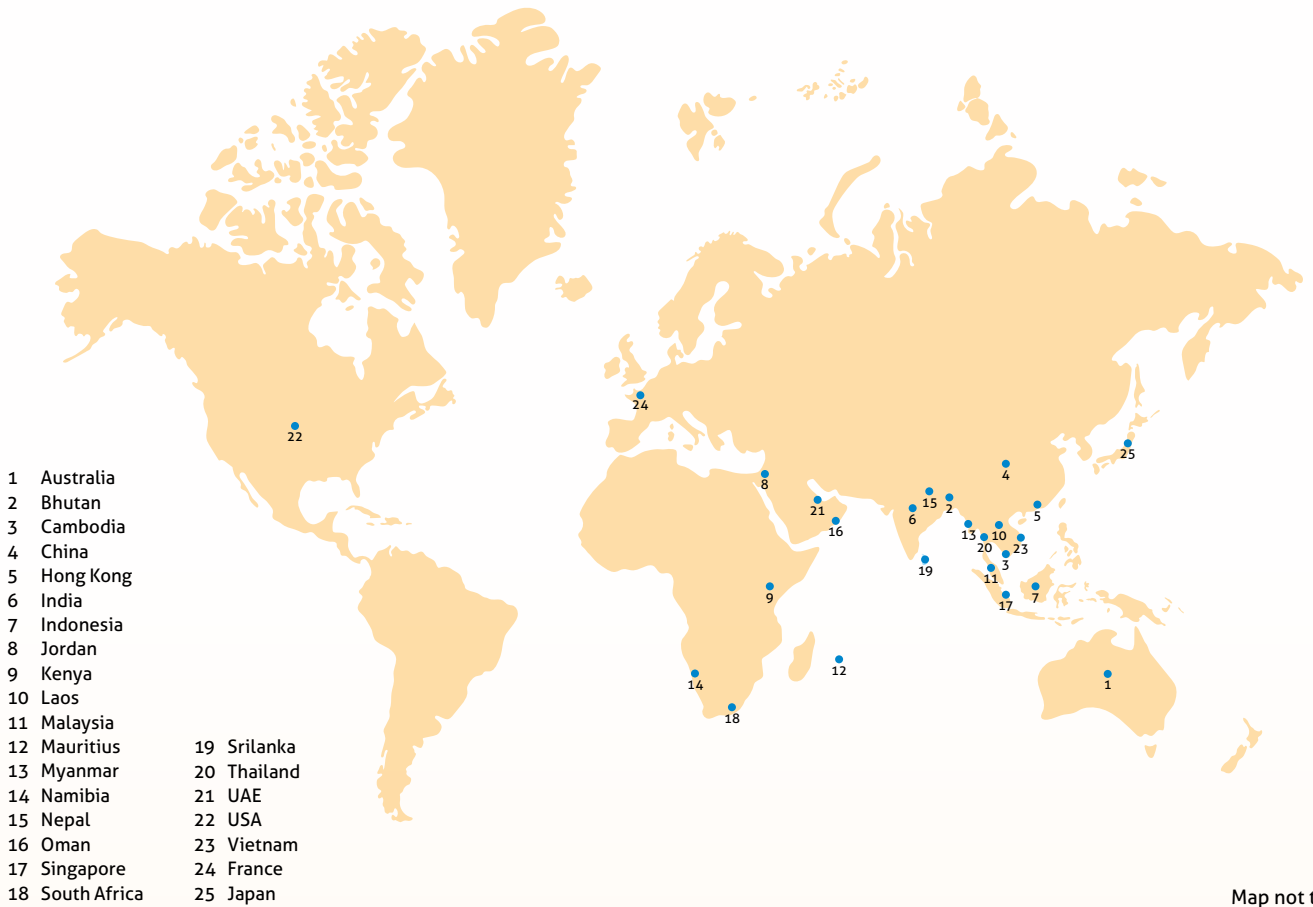 24
22
25
4
8
15
2
21
6
5
16
13
10
20
23
19
3
11
9
7
17
12
14
1
18
1 Australia
2 Bhutan
3 Cambodia
4 China
5 Hong Kong
6 India
7 Indonesia
8 Jordan
9 Kenya
10 Laos
11 Malaysia
12 Mauritius
13 Myanmar
14 Namibia
15 Nepal
16 Oman
17 Singapore
18 South Africa
19 Srilanka
20 Thailand
21 UAE
22 USA
23 Vietnam
24 France
25 Japan
Map not t